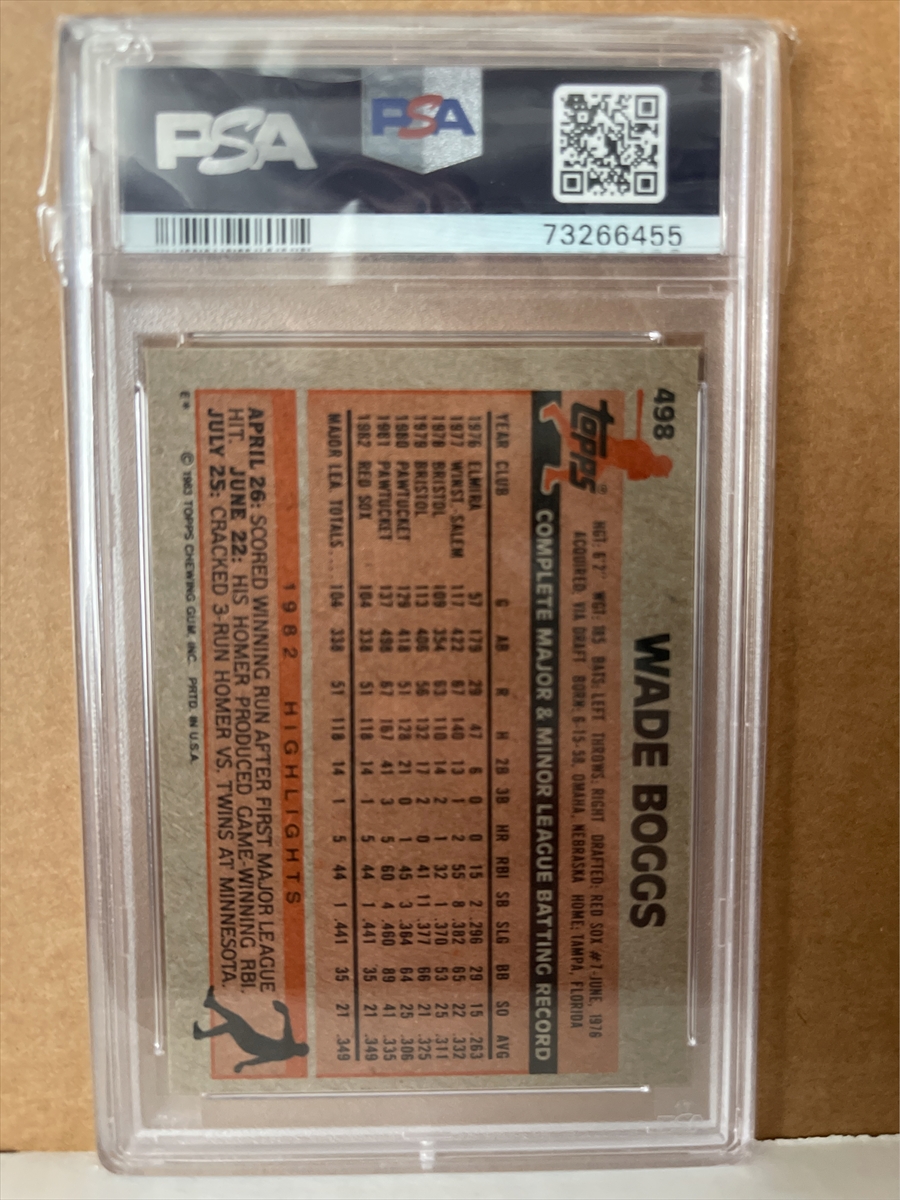 PSA
PSA
73266455
498
WADE BOGGS
Topps
HGT: 6'2" WGT: 185 BATS: LEFT THROWS: RIGHT DRAFTED: RED SOX #7-JUNE, 1976
ACQUIRED: VIA DRAFT BORN: 6-15-58, OMAHA, NEBRASKA HOME: TAMPA, FLORIDA
COMPLETE MAJOR & MINOR LEAGUE BATTING RECORD
YEAR CLUB G AB R H 2B 3B HR RBI SB SLG BB SO AVG
1976 ELMIRA 57 179 29 47 6 0 0 15 2 .296 29 15 .263
1977 WINST.-SALEM 117 422 67 140 13 1 2 55 8 .382 65 22 .332
1978 BRISTOL 109 354 63 110 14 2 1 32 1 .370 53 25 .311
1979 BRISTOL 113 406 56 132 17 2 0 41 11 .377 66 21 .325
1980 PAWTUCKET 129 418 51 128 21 0 1 45 3 .364 64 25 .306
1981 PAWTUCKET 137 498 67 167 41 3 5 60 4 .460 89 41 .335
1982 RED SOX 104 338 51 118 14 1 5 44 1 .441 35 21 .349
MAJOR LEA. TOTALS.... 104 338 51 118 14 1 5 44 1 .441 35 21 .349
1982 HIGHLIGHTS
APRIL 26: SCORED WINNING RUN AFTER FIRST MAJOR LEAGUE
HIT. JUNE 22: HIS HOMER PRODUCED GAME-WINNING RBI.
JULY 25: CRACKED 3-RUN HOMER VS. TWINS AT MINNESOTA.
E* © 1983 TOPPS CHEWING GUM, INC. PRTD. IN U.S.A.